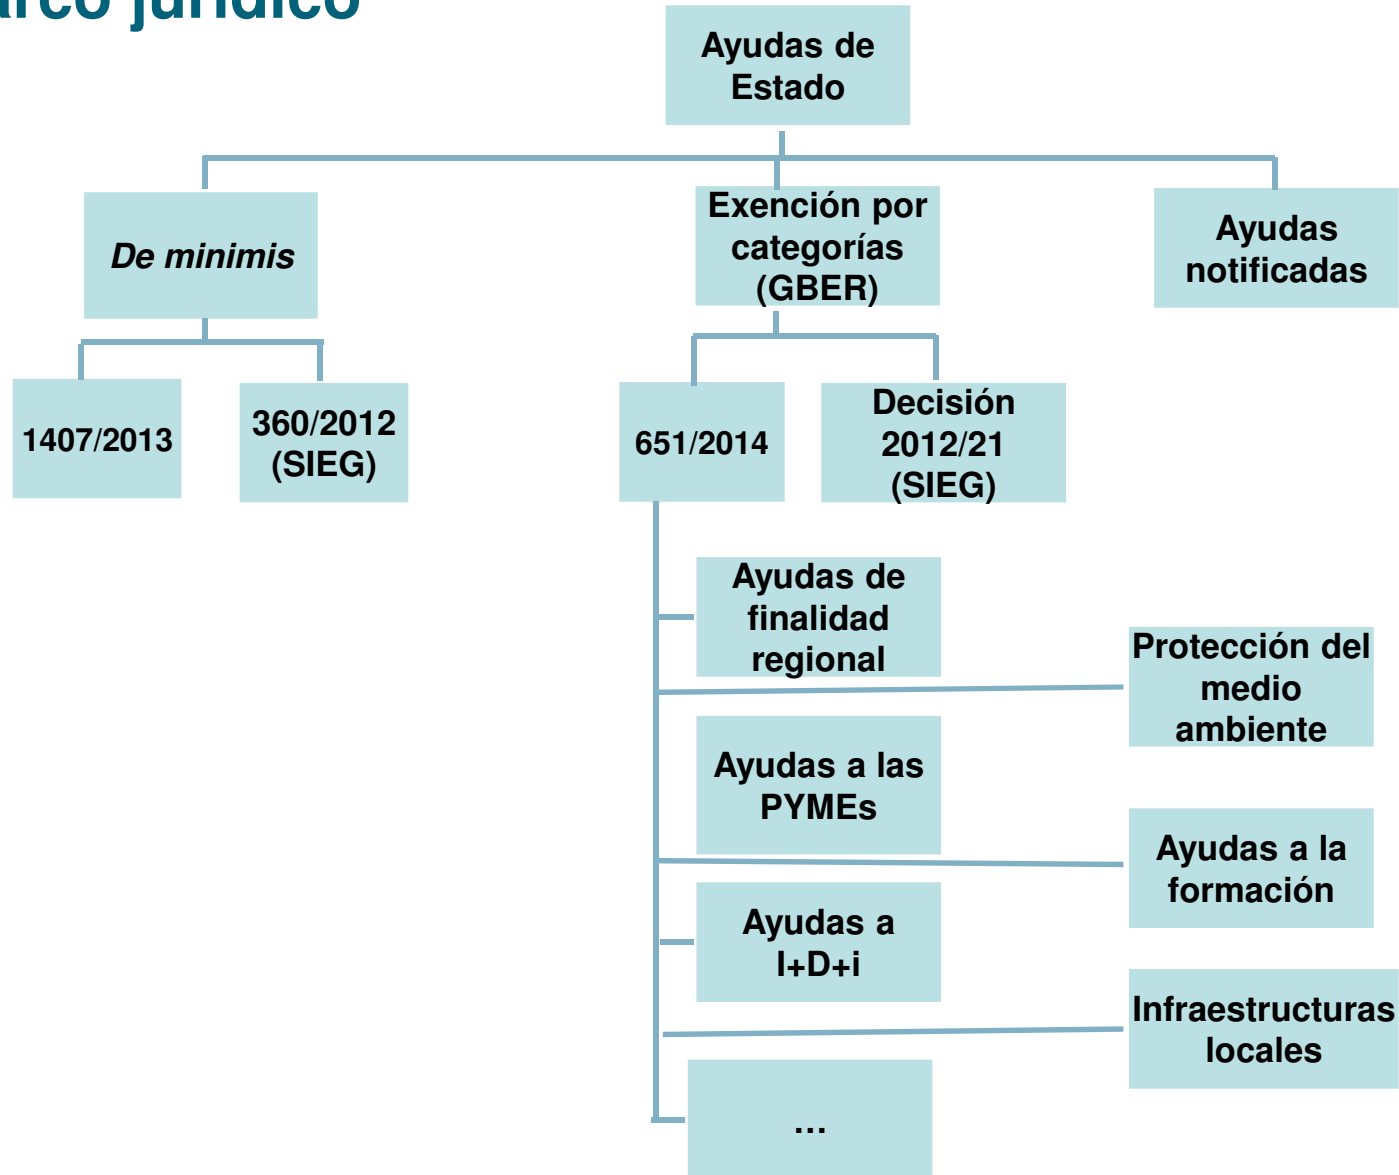 arco jurídico
Ayudas de
Estado
De minimis
Exención por
categorías
(GBER)
Ayudas
notificadas
1407/2013
360/2012
(SIEG)
651/2014
Decisión
2012/21
(SIEG)
Ayudas de
finalidad
regional
Protección del
medio
ambiente
Ayudas a las
PYMEs
Ayudas a la
formación
Ayudas a
I+D+i
Infraestructuras
locales
...